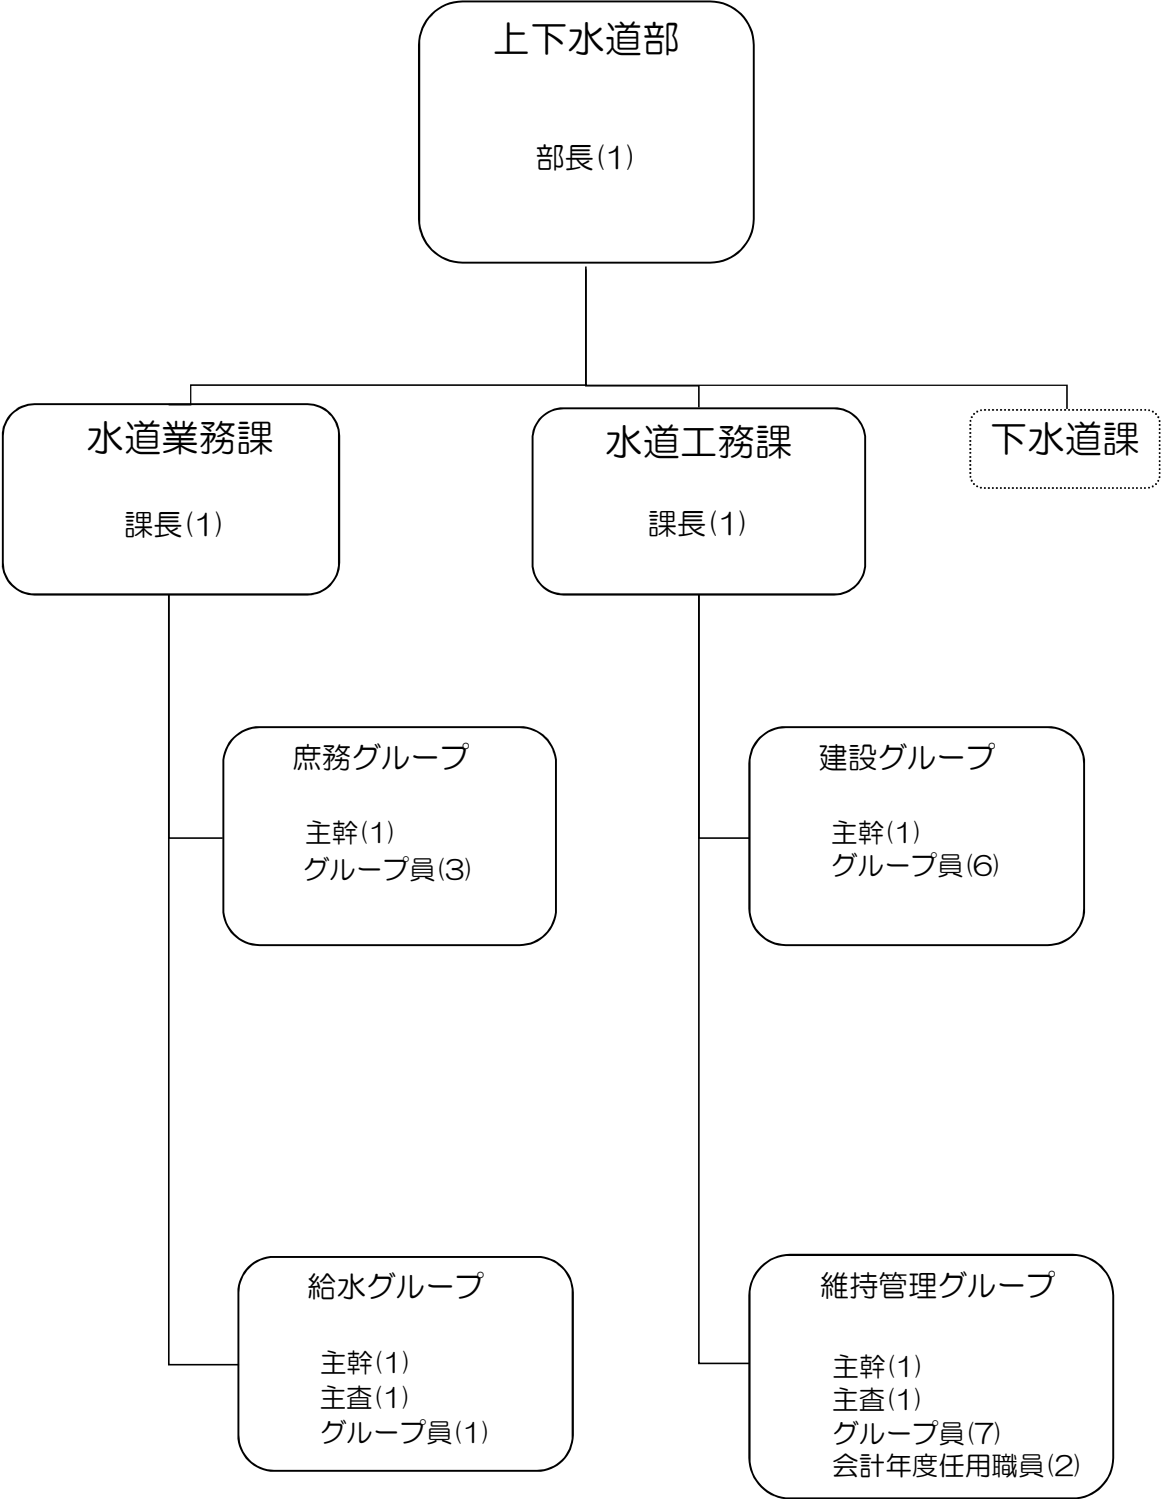 上下水道部
部長(1)
水道業務課
課長(1)
水道工務課
課長(1)
下水道課
庶務グループ
主幹(1)
グループ員(3)
建設グループ
主幹(1)
グループ員(6)
給水グループ
主幹(1)
主査(1)
グループ員(1)
維持管理グループ
主幹(1)
主査(1)
グループ員(7)
会計年度任用職員(2)